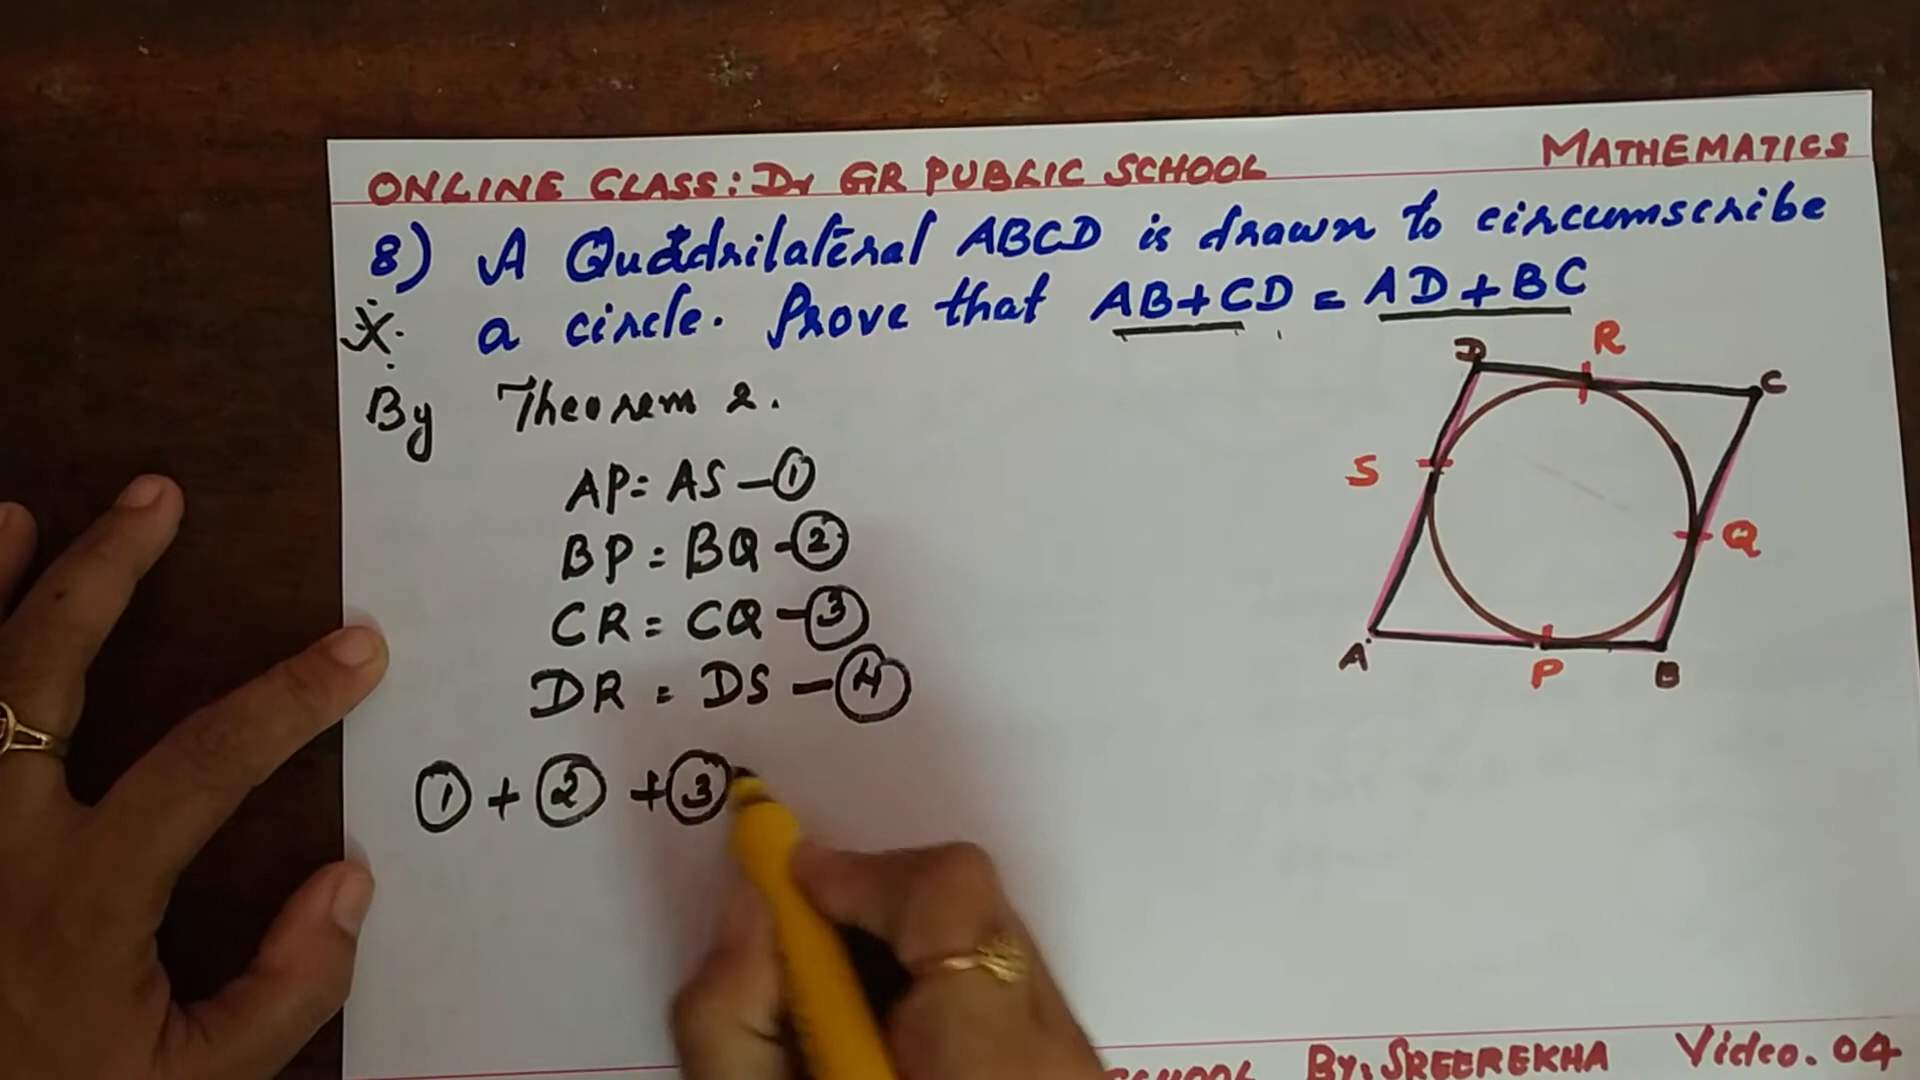 ONLINE CLASS: Dr GR PUBLIC SCHOOL MATHEMATICS
8) A Quadrilateral ABCD is drawn to circumscribe
a circle. Prove that AB+CD = AD+BC
By Theorem 2.
AP = AS - ①
BP = BQ - ②
CR = CQ - ③
DR = DS - ④
① + ② + ③
D R C
S Q
A P B
SCHOOL By: SREEREKHA Video. 04